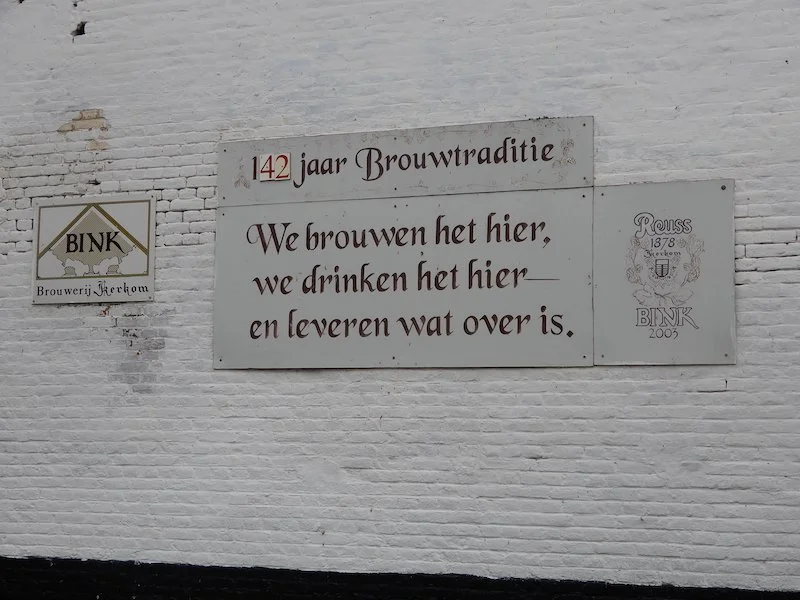 BINK
Brouwerij Kerkom
142 jaar Brouwtraditie
We brouwen het hier,
we drinken het hier—
en leveren wat over is.
Reuss
1878
Kerkom
BINK
2003